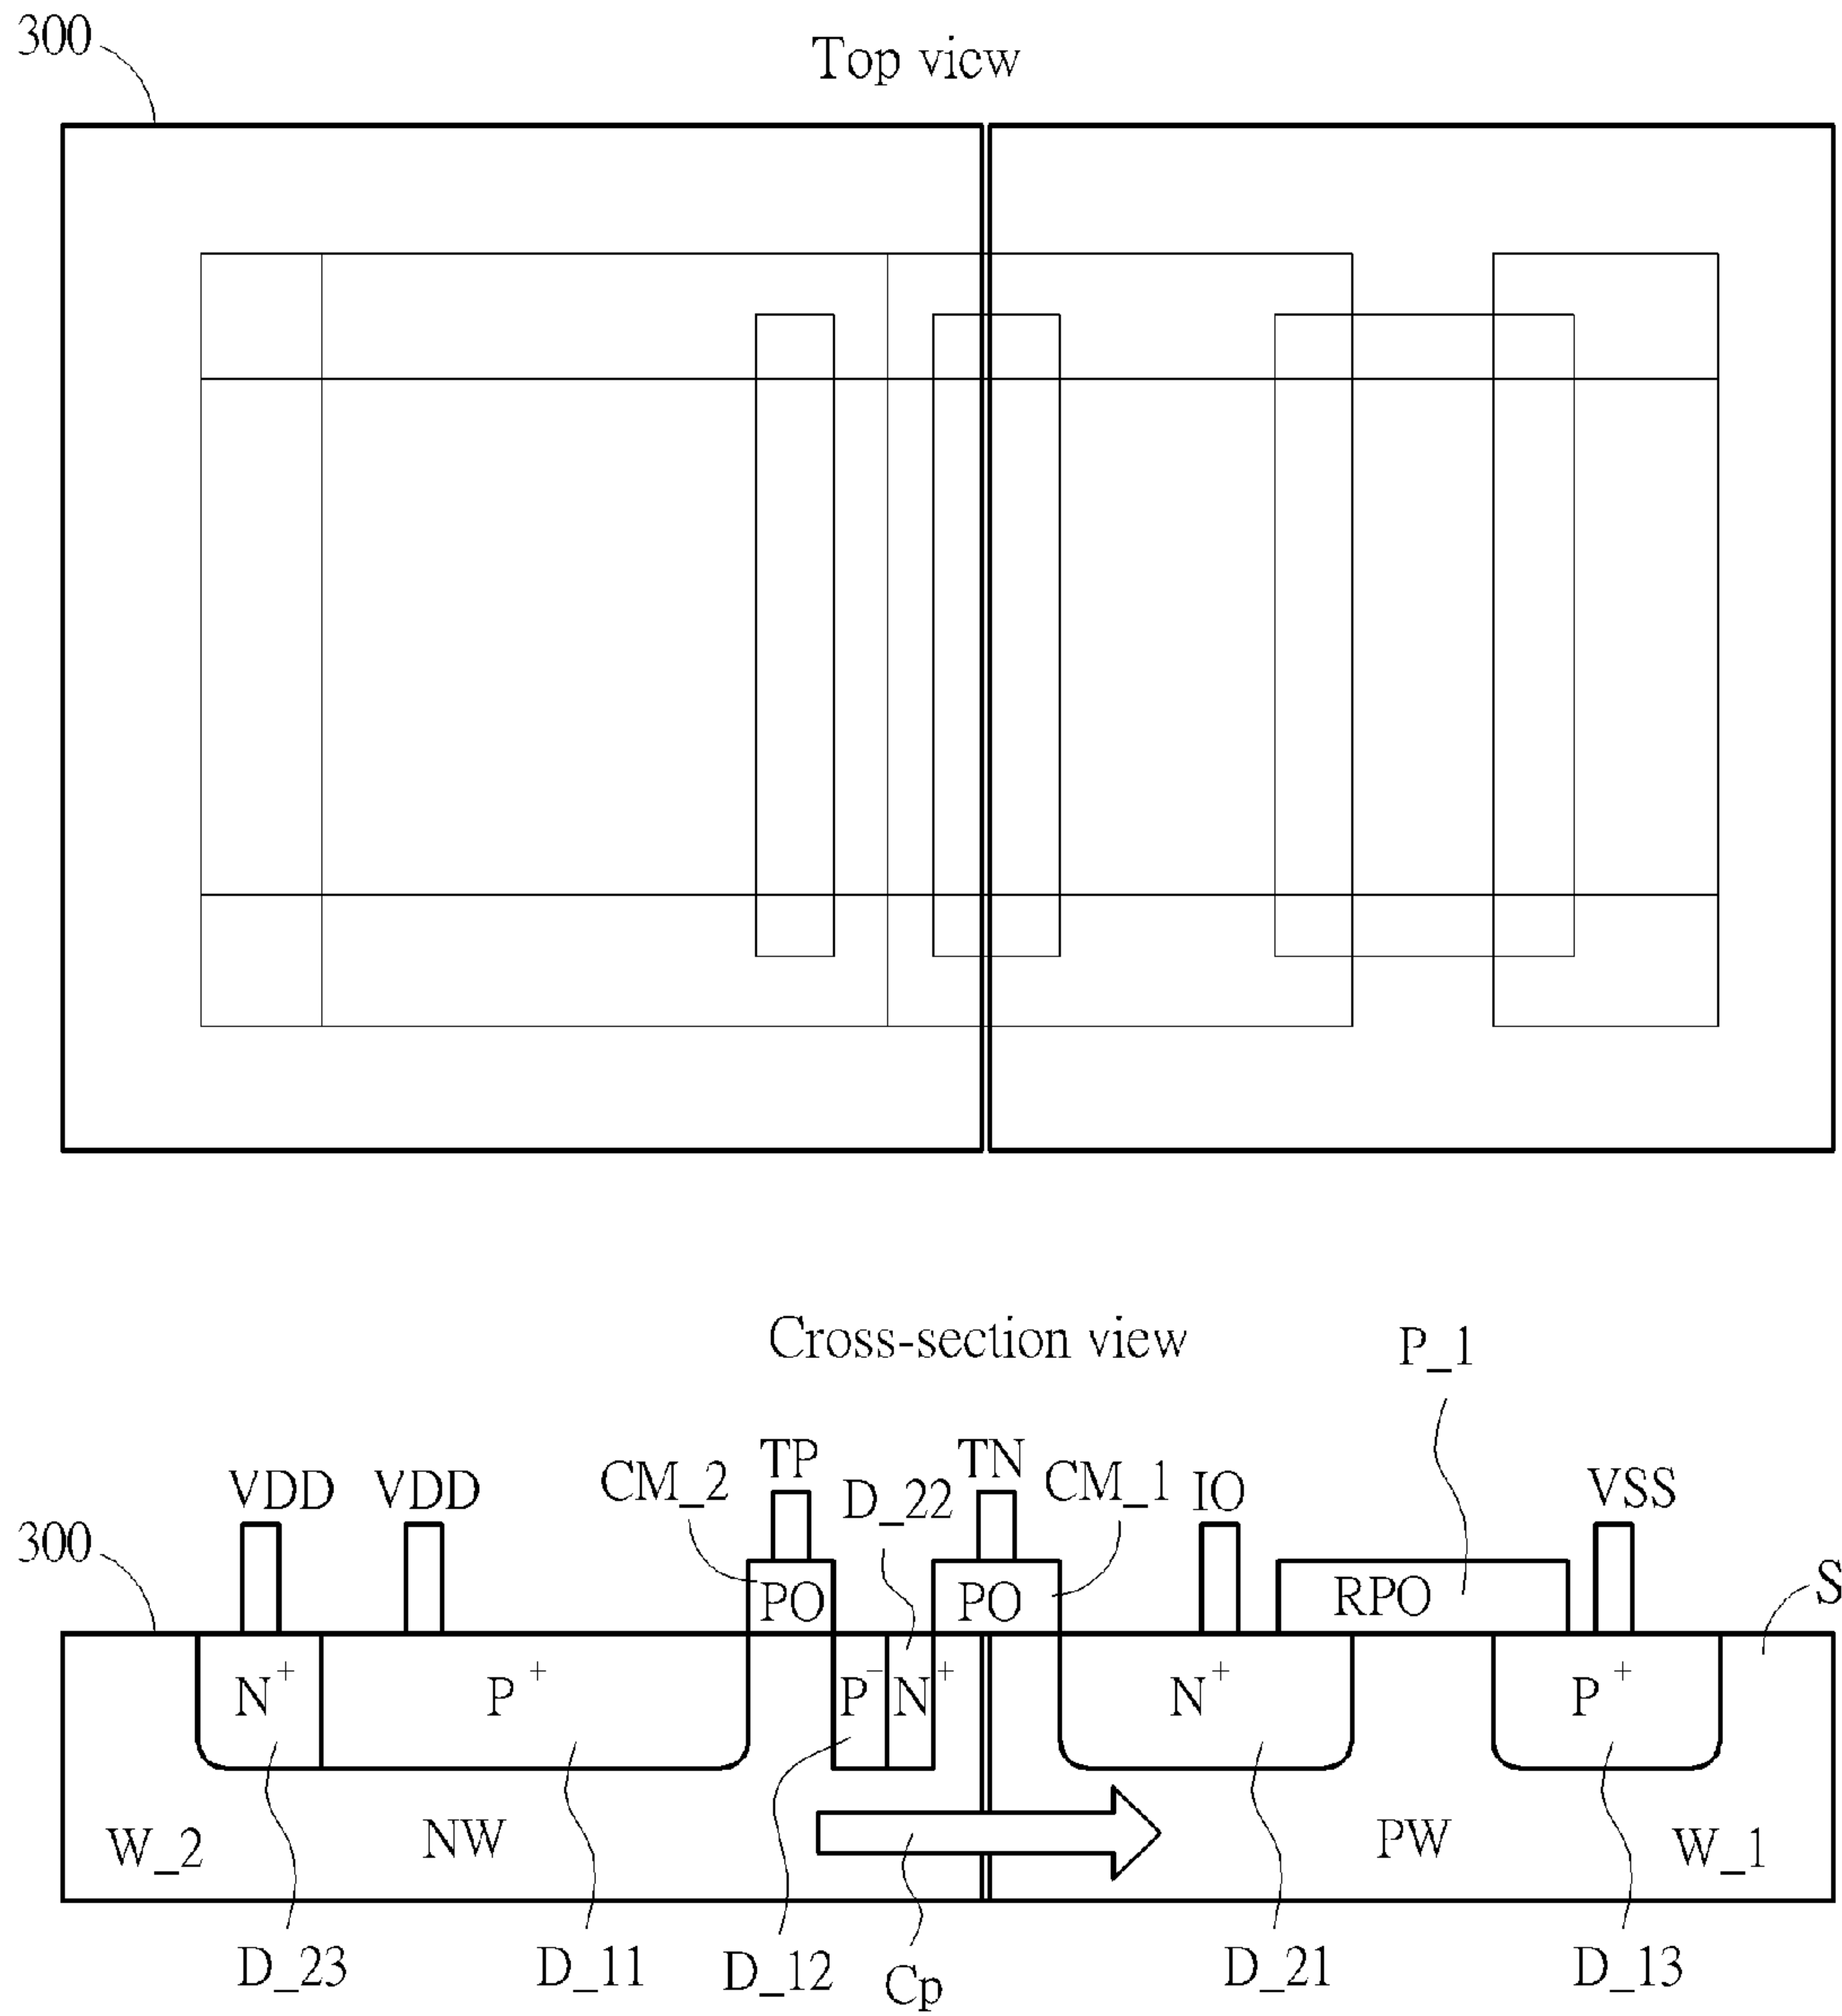 300
Top view
Cross-section view
P_1
VDD VDD CM_2 TP D_22 TN CM_1 IO VSS
300 PO PO RPO S
N+ P+ P- N+ N+ P+
W_2 NW PW W_1
D_23 D_11 D_12 Cp D_21 D_13